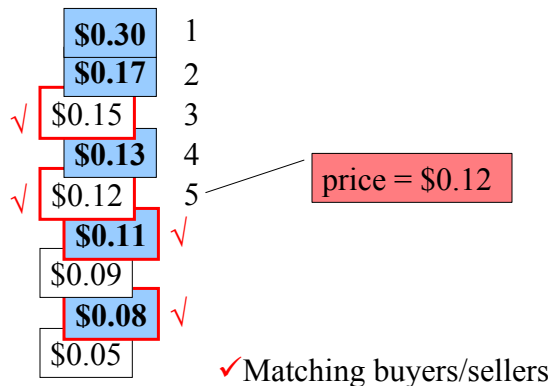 $0.30 1
$0.17 2
√ $0.15 3
$0.13 4
√ $0.12 5
price = $0.12
$0.11 √
$0.09
$0.08 √
$0.05
✓Matching buyers/sellers